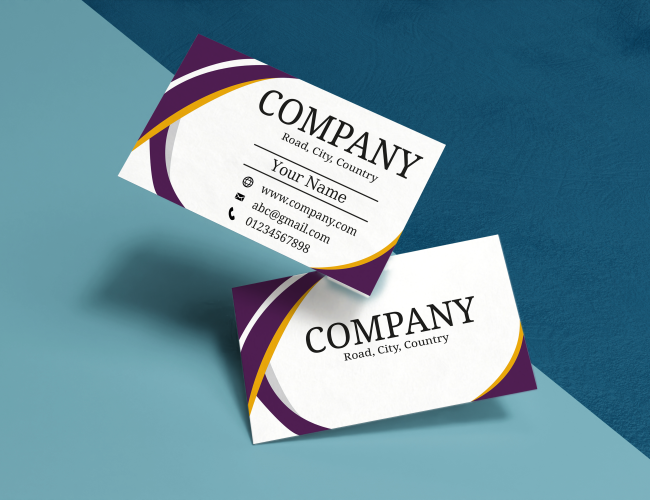 COMPANY
Road, City, Country
Your Name
www.company.com
abc@gmail.com
01234567898
COMPANY
Road, City, Country